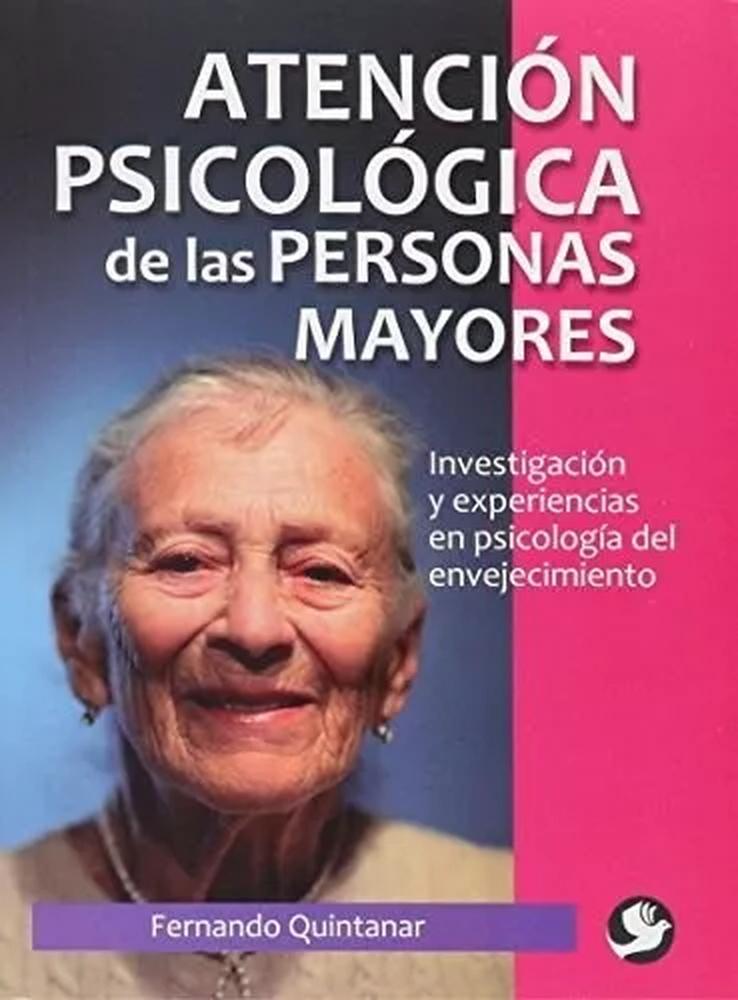 ATENCIÓN
PSICOLÓGICA
de las PERSONAS
MAYORES
Investigación
y experiencias
en psicología del
envejecimiento
Fernando Quintanar